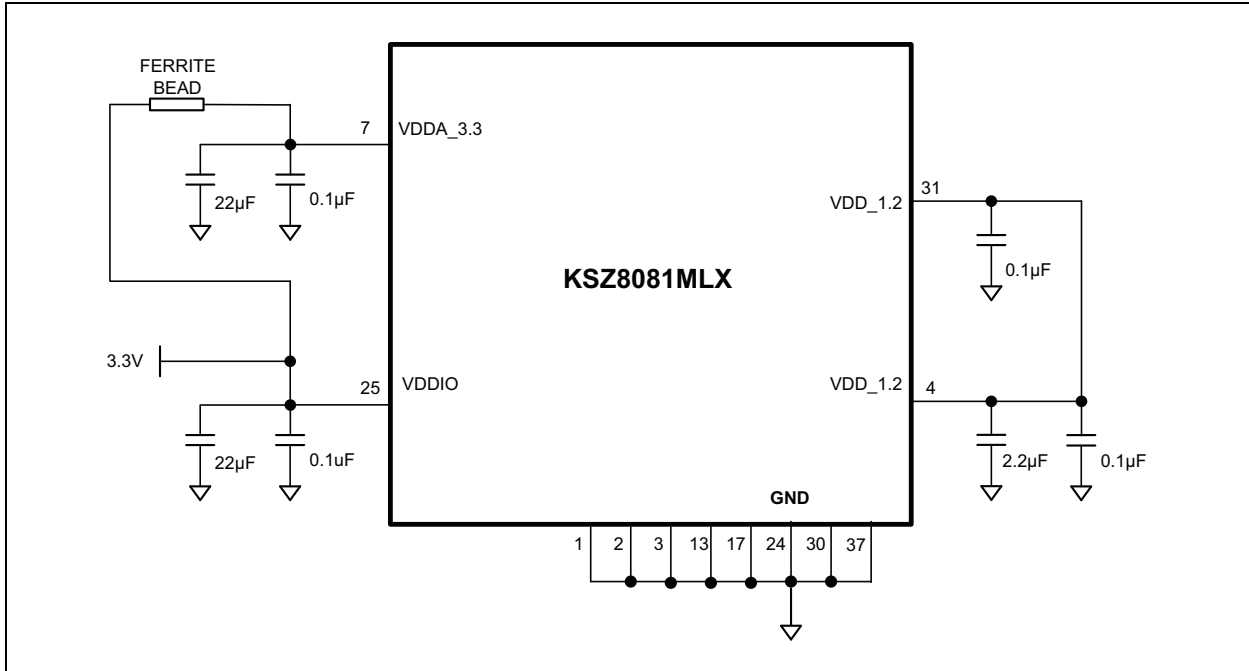 FERRITE
BEAD
7
VDDA_3.3
22µF
0.1µF
31
VDD_1.2
0.1µF
KSZ8081MLX
3.3V
25
VDDIO
VDD_1.2
4
22µF
0.1uF
2.2µF
0.1µF
GND
1 2 3 13 17 24 30 37